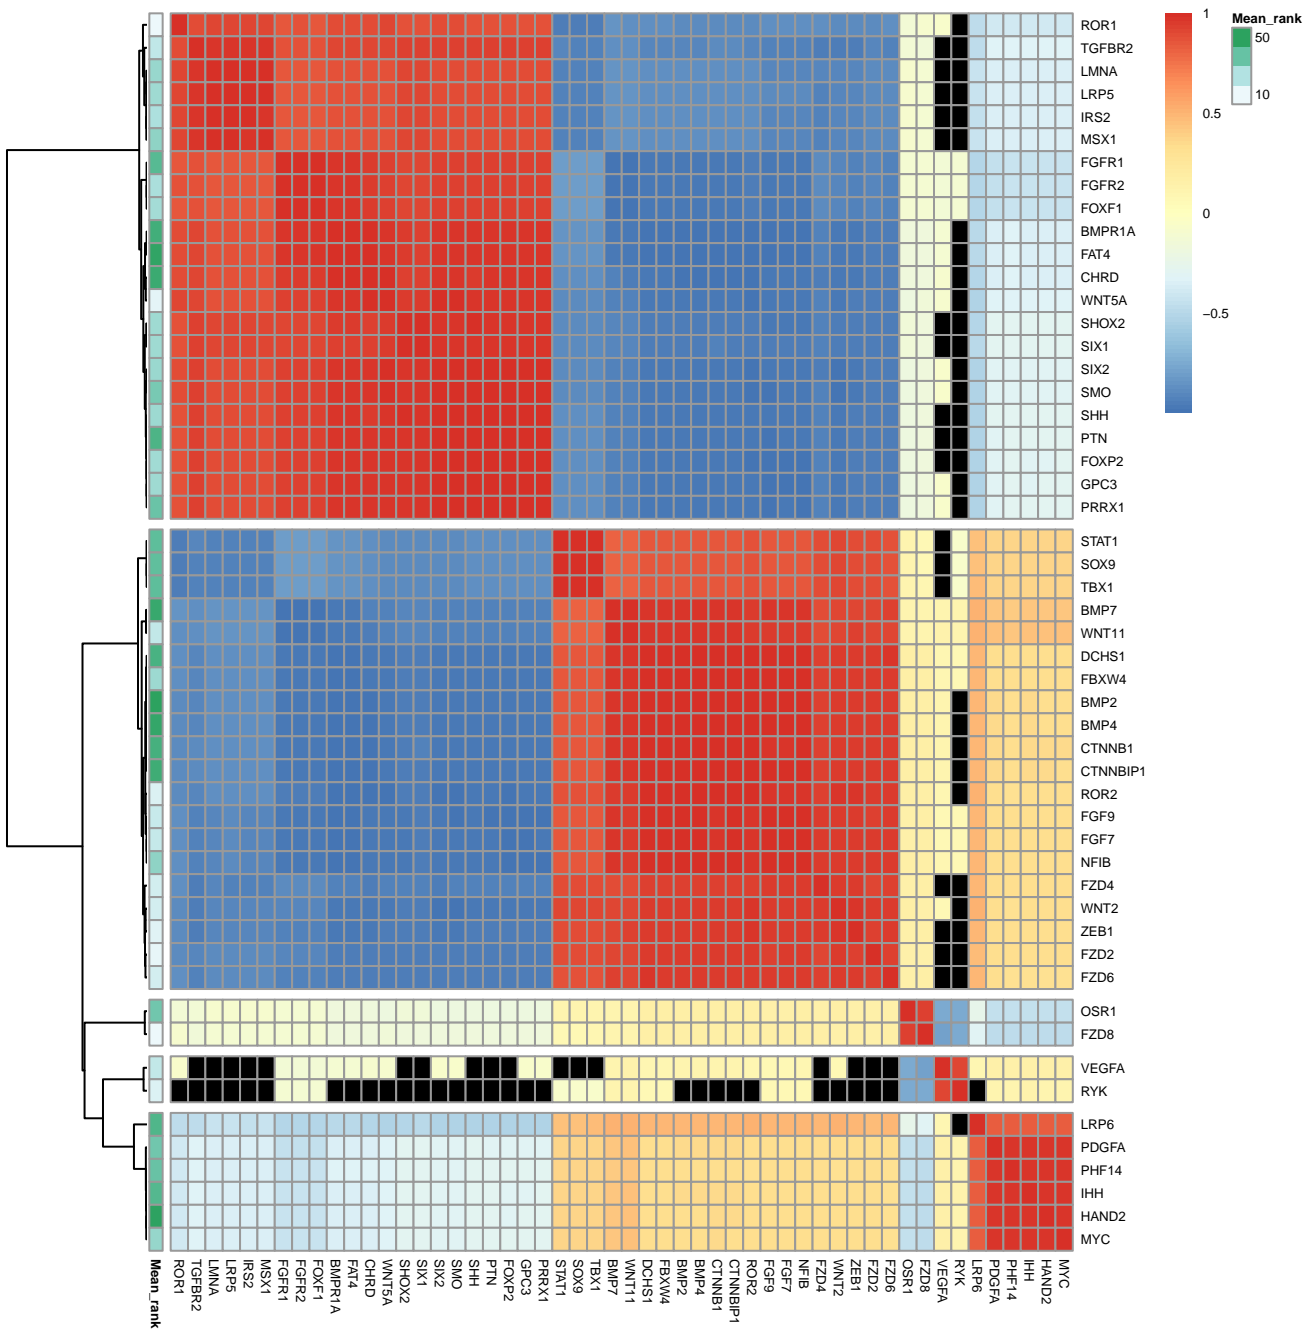 1
0.5
0
−0.5
Mean_rank
50
10
ROR1
TGFBR2
LMNA
LRP5
IRS2
MSX1
FGFR1
FGFR2
FOXF1
BMPR1A
FAT4
CHRD
WNT5A
SHOX2
SIX1
SIX2
SMO
SHH
PTN
FOXP2
GPC3
PRRX1
STAT1
SOX9
TBX1
BMP7
WNT11
DCHS1
FBXW4
BMP2
BMP4
CTNNB1
CTNNBIP1
ROR2
FGF9
FGF7
NFIB
FZD4
WNT2
ZEB1
FZD2
FZD6
OSR1
FZD8
VEGFA
RYK
LRP6
PDGFA
PHF14
IHH
HAND2
MYC
Mean_rank
ROR1
TGFBR2
LMNA
LRP5
IRS2
MSX1
FGFR1
FGFR2
FOXF1
BMPR1A
FAT4
CHRD
WNT5A
SHOX2
SIX1
SIX2
SMO
SHH
PTN
FOXP2
GPC3
PRRX1
STAT1
SOX9
TBX1
BMP7
WNT11
DCHS1
FBXW4
BMP2
BMP4
CTNNB1
CTNNBIP1
ROR2
FGF9
FGF7
NFIB
FZD4
WNT2
ZEB1
FZD2
FZD6
OSR1
FZD8
VEGFA
RYK
LRP6
PDGFA
PHF14
IHH
HAND2
MYC